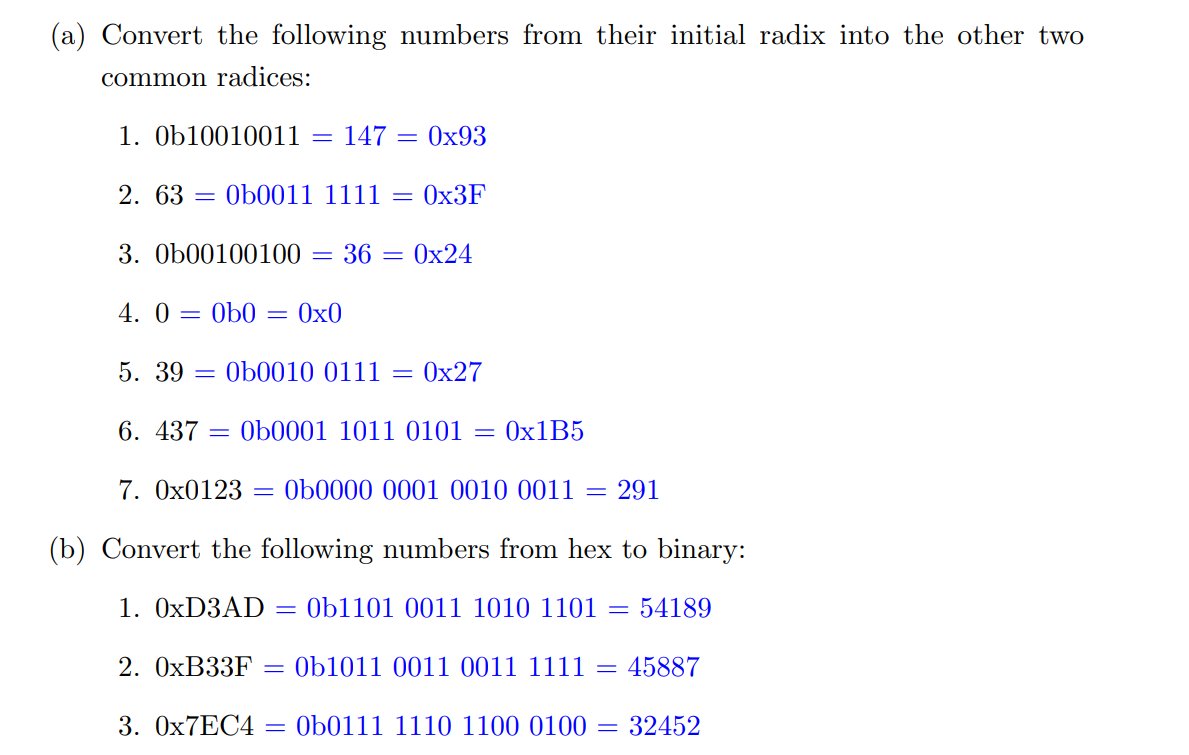 (a) Convert the following numbers from their initial radix into the other two
common radices:
1. 0b10010011 = 147 = 0x93
2. 63 = 0b0011 1111 = 0x3F
3. 0b00100100 = 36 = 0x24
4. 0 = 0b0 = 0x0
5. 39 = 0b0010 0111 = 0x27
6. 437 = 0b0001 1011 0101 = 0x1B5
7. 0x0123 = 0b0000 0001 0010 0011 = 291
(b) Convert the following numbers from hex to binary:
1. 0xD3AD = 0b1101 0011 1010 1101 = 54189
2. 0xB33F = 0b1011 0011 0011 1111 = 45887
3. 0x7EC4 = 0b0111 1110 1100 0100 = 32452